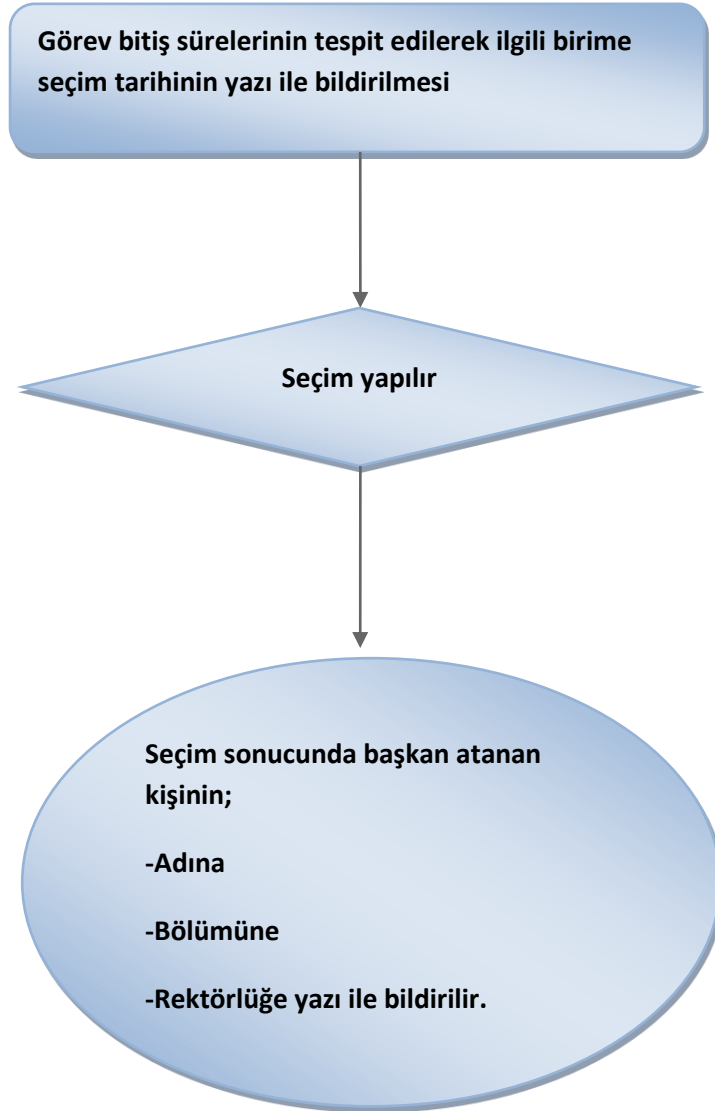 Görev bitiş sürelerinin tespit edilerek ilgili birime
seçim tarihinin yazı ile bildirilmesi
Seçim yapılır
Seçim sonucunda başkan atanan
kişinin;
-Adına
-Bölümüne
-Rektörlüğe yazı ile bildirilir.